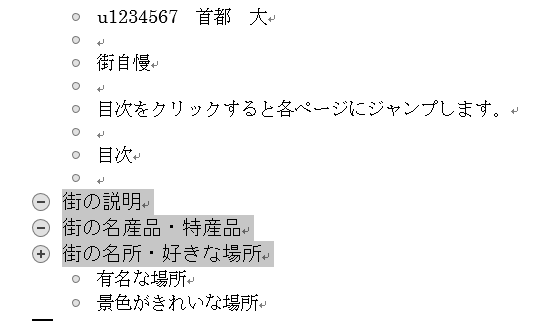 u1234567　首都　大
街自慢
目次をクリックすると各ページにジャンプします。
目次
街の説明
街の名産品・特産品
街の名所・好きな場所
有名な場所
景色がきれいな場所